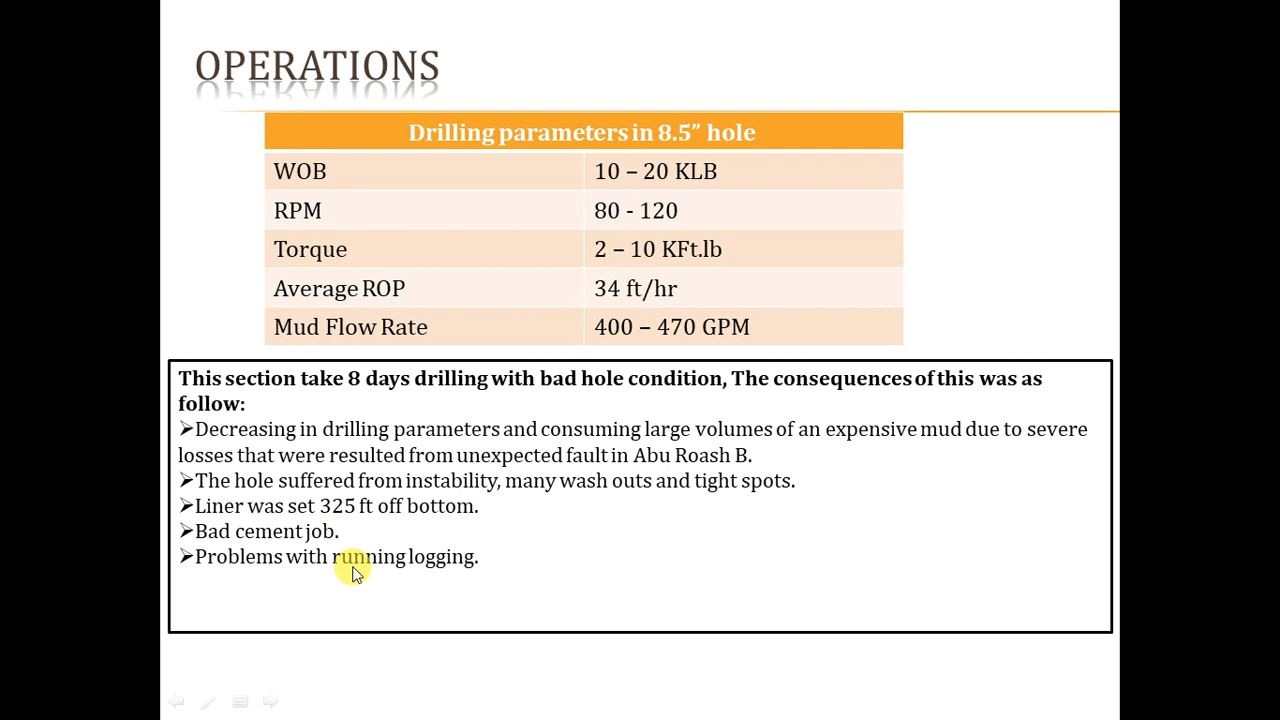 OPERATIONS
Drilling parameters in 8.5” hole
WOB 10 – 20 KLB
RPM 80 - 120
Torque 2 – 10 KFt.lb
Average ROP 34 ft/hr
Mud Flow Rate 400 – 470 GPM
This section take 8 days drilling with bad hole condition, The consequences of this was as
follow:
➢Decreasing in drilling parameters and consuming large volumes of an expensive mud due to severe
losses that were resulted from unexpected fault in Abu Roash B.
➢The hole suffered from instability, many wash outs and tight spots.
➢Liner was set 325 ft off bottom.
➢Bad cement job.
➢Problems with running logging.